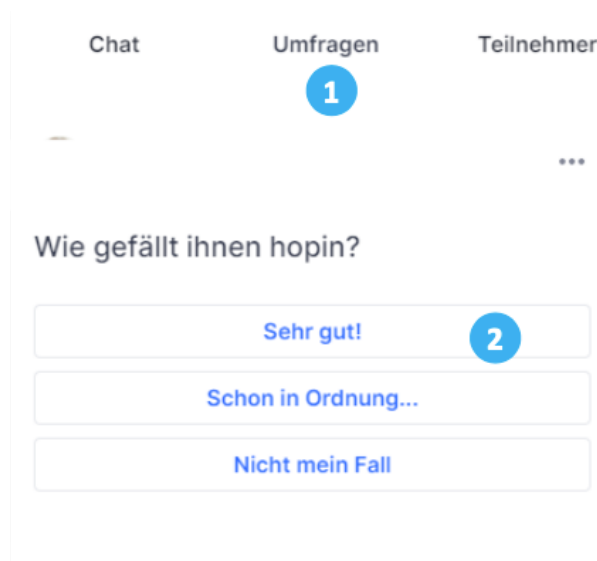 Chat Umfragen Teilnehmer
1
•••
Wie gefällt ihnen hopin?
Sehr gut!
2
Schon in Ordnung...
Nicht mein Fall